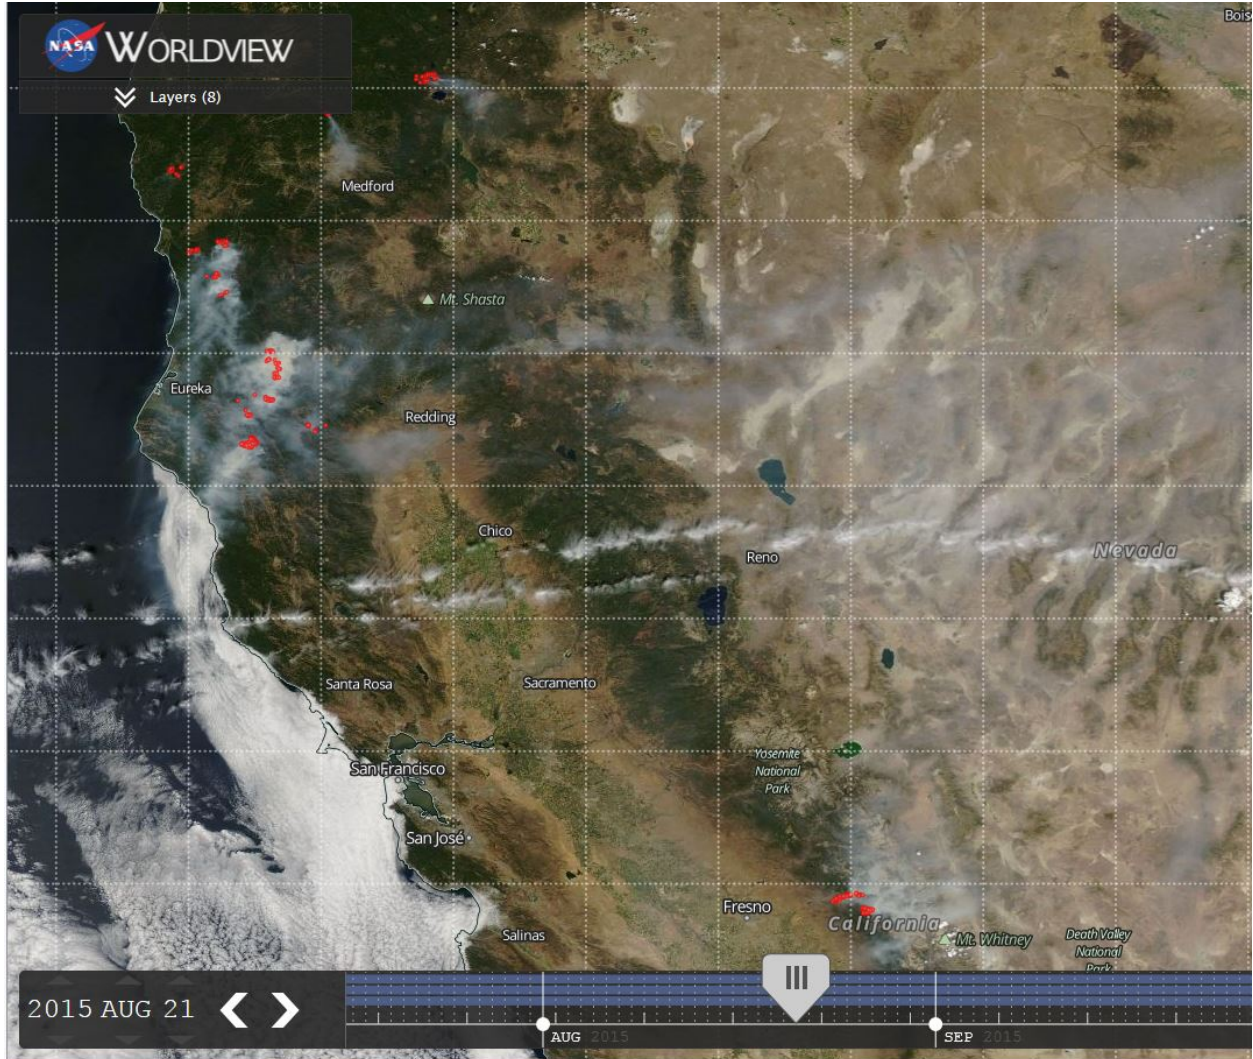 NASA WORLDVIEW
Layers (8)
Bois
Medford
Mt. Shasta
Eureka
Redding
Chico
Reno
Nevada
Santa Rosa
Sacramento
Yosemite
National
Park
San Francisco
San José
Fresno
California
Salinas
Mt. Whitney
Death Valley
National
Park
2015 AUG 21
AUG 2015
SEP 2015